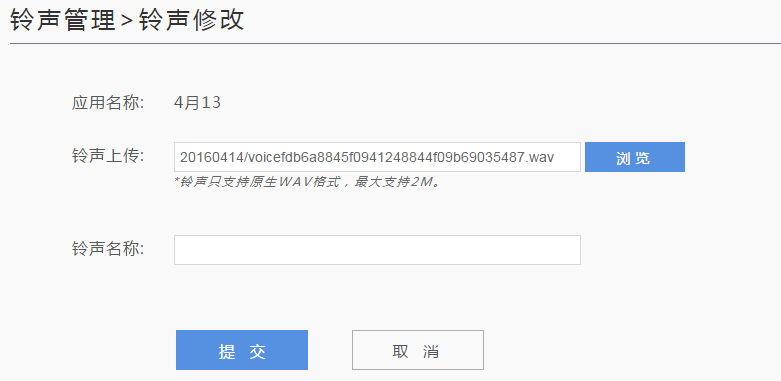 铃声管理>铃声修改
应用名称: 4月13
铃声上传: 20160414/voicefdb6a8845f0941248844f09b69035487.wav 浏览
*铃声只支持原生WAV格式，最大支持2M。
铃声名称:
提 交 取 消